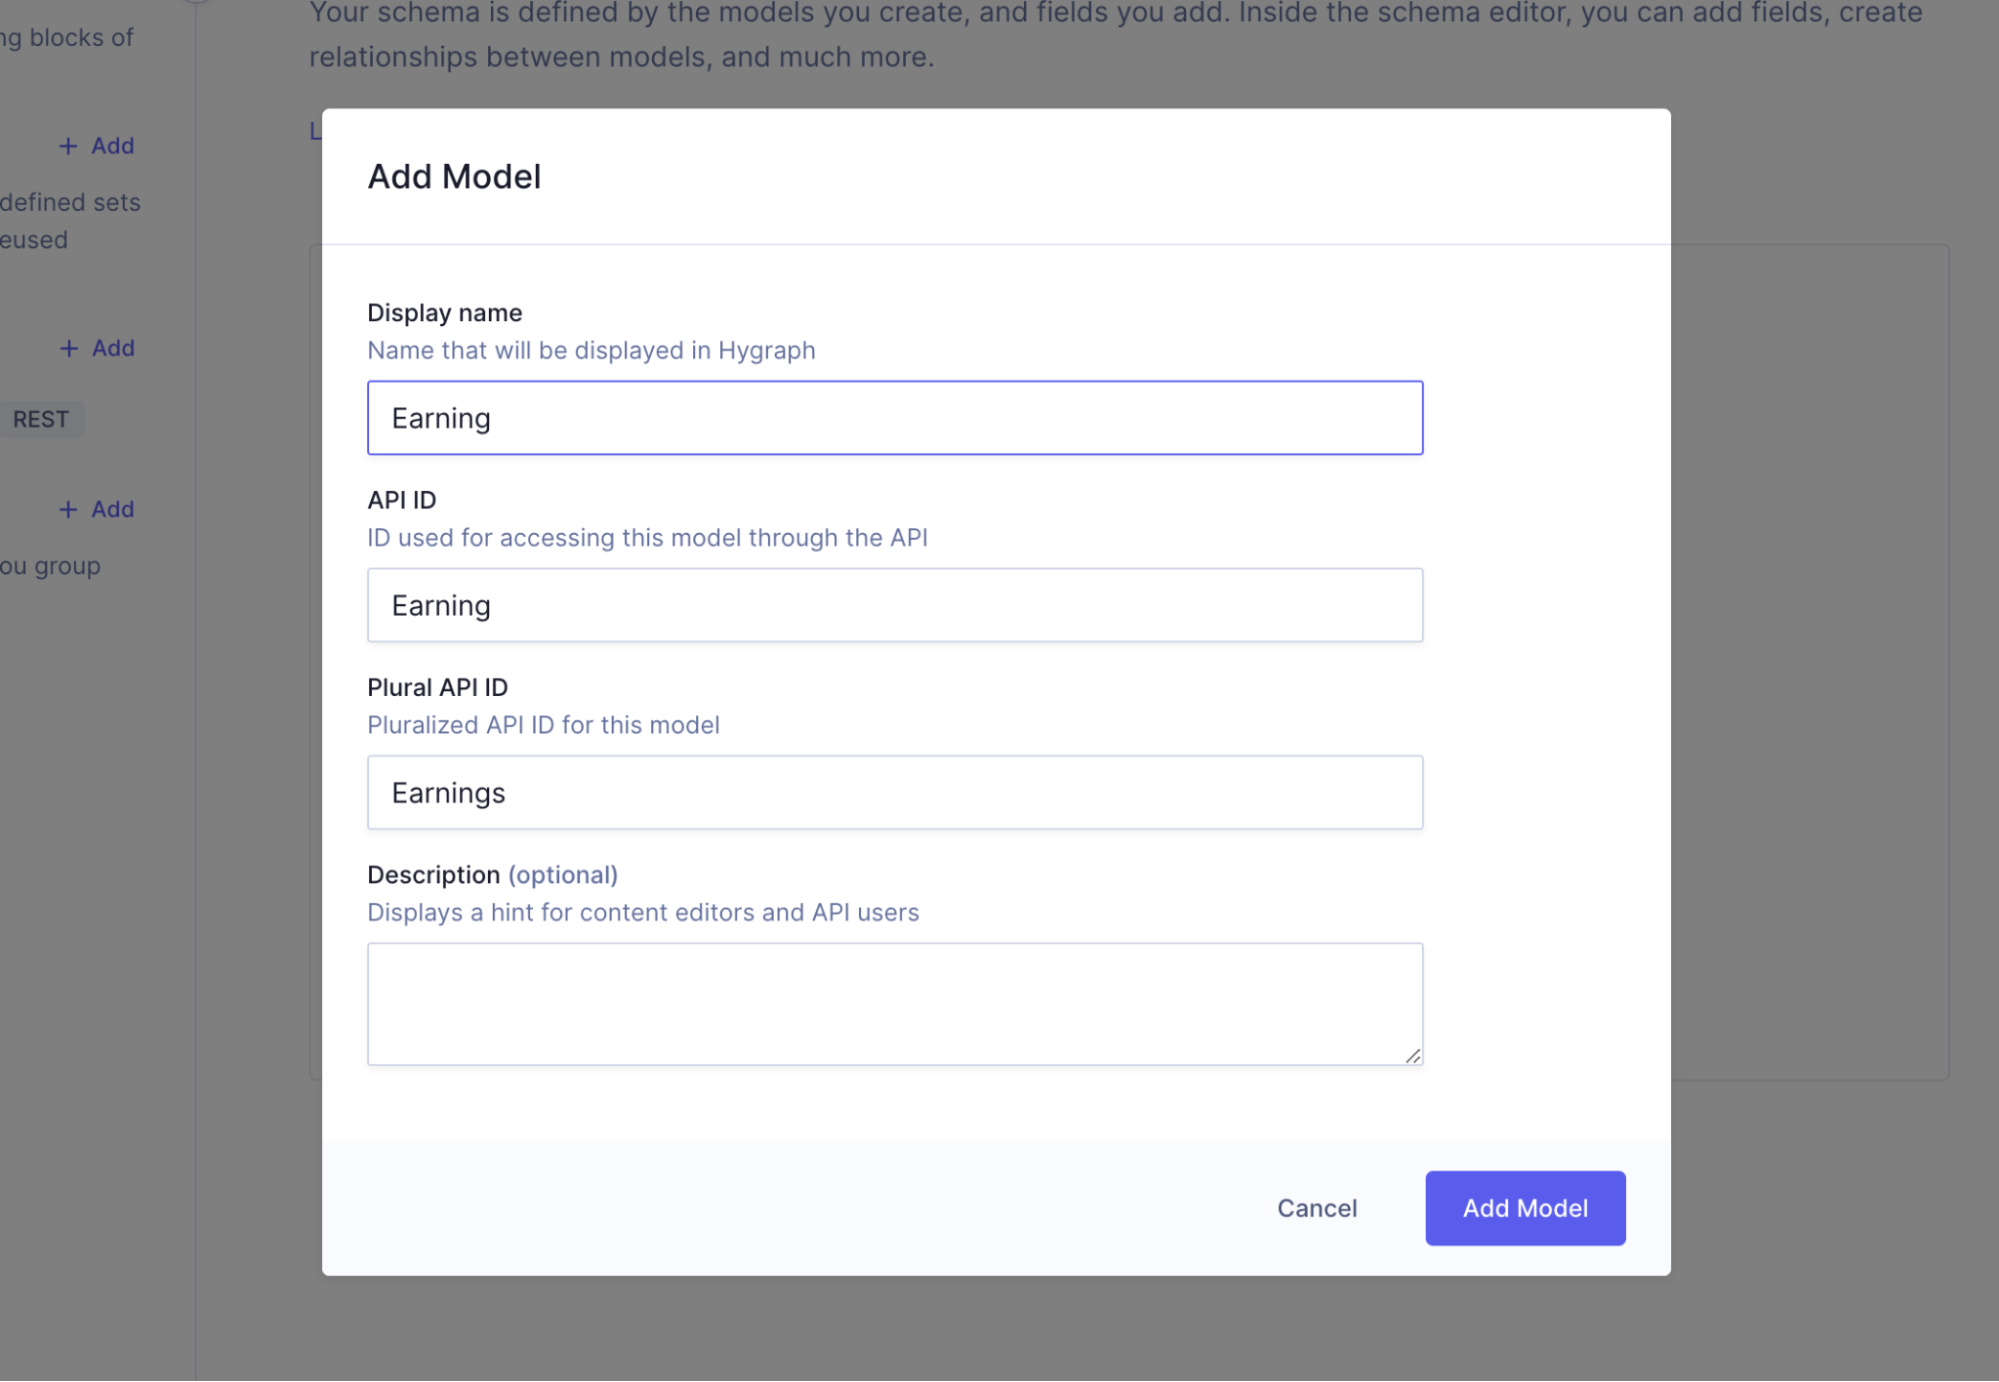 Your schema is defined by the models you create, and fields you add. Inside the schema editor, you can add fields, create
relationships between models, and much more.
ng blocks of
+ Add
defined sets
eused
+ Add
REST
+ Add
ou group
L
Add Model
Display name
Name that will be displayed in Hygraph
Earning
API ID
ID used for accessing this model through the API
Earning
Plural API ID
Pluralized API ID for this model
Earnings
Description (optional)
Displays a hint for content editors and API users
Cancel
Add Model